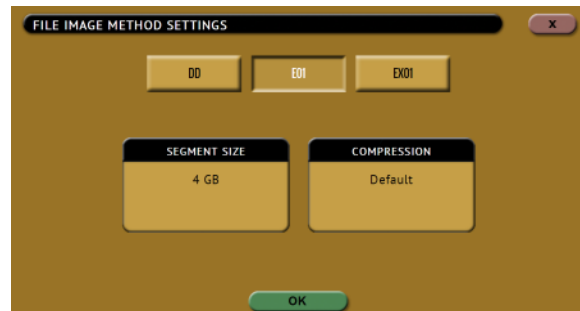 FILE IMAGE METHOD SETTINGS
X
DD
E01
EX01
SEGMENT SIZE
COMPRESSION
4 GB
Default
OK